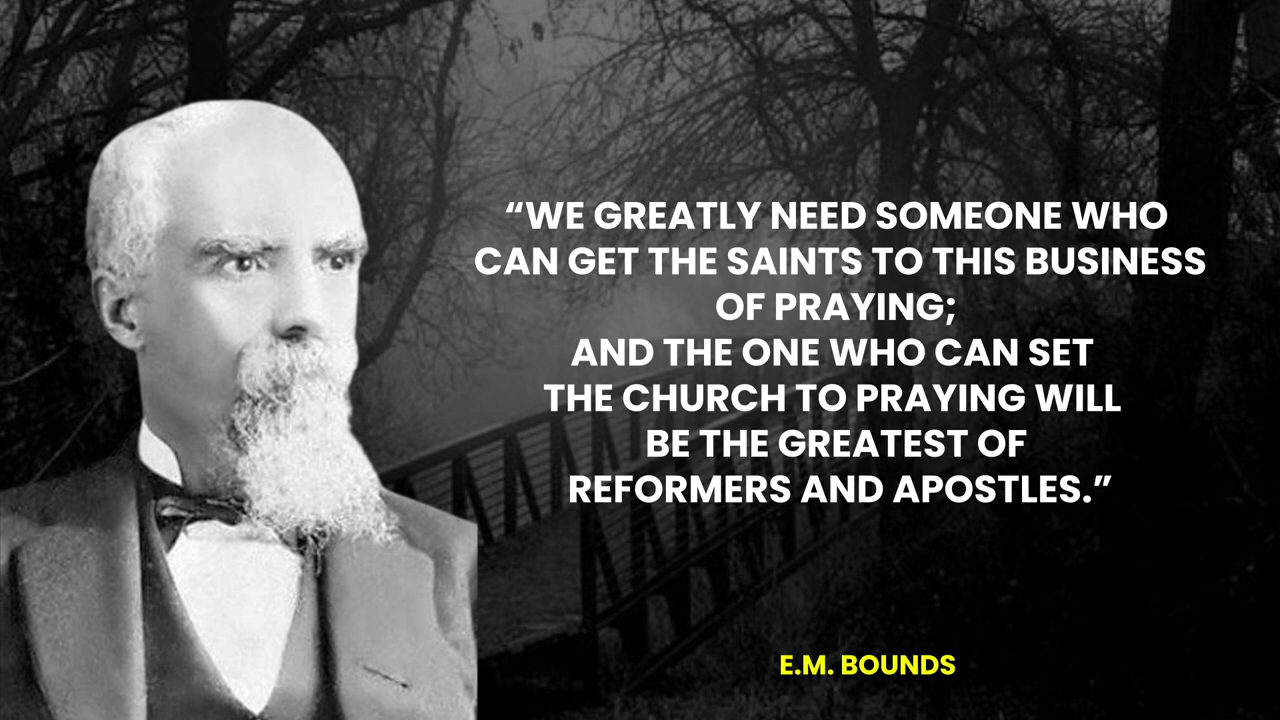 “WE GREATLY NEED SOMEONE WHO
CAN GET THE SAINTS TO THIS BUSINESS
OF PRAYING;
AND THE ONE WHO CAN SET
THE CHURCH TO PRAYING WILL
BE THE GREATEST OF
REFORMERS AND APOSTLES.”
E.M. BOUNDS